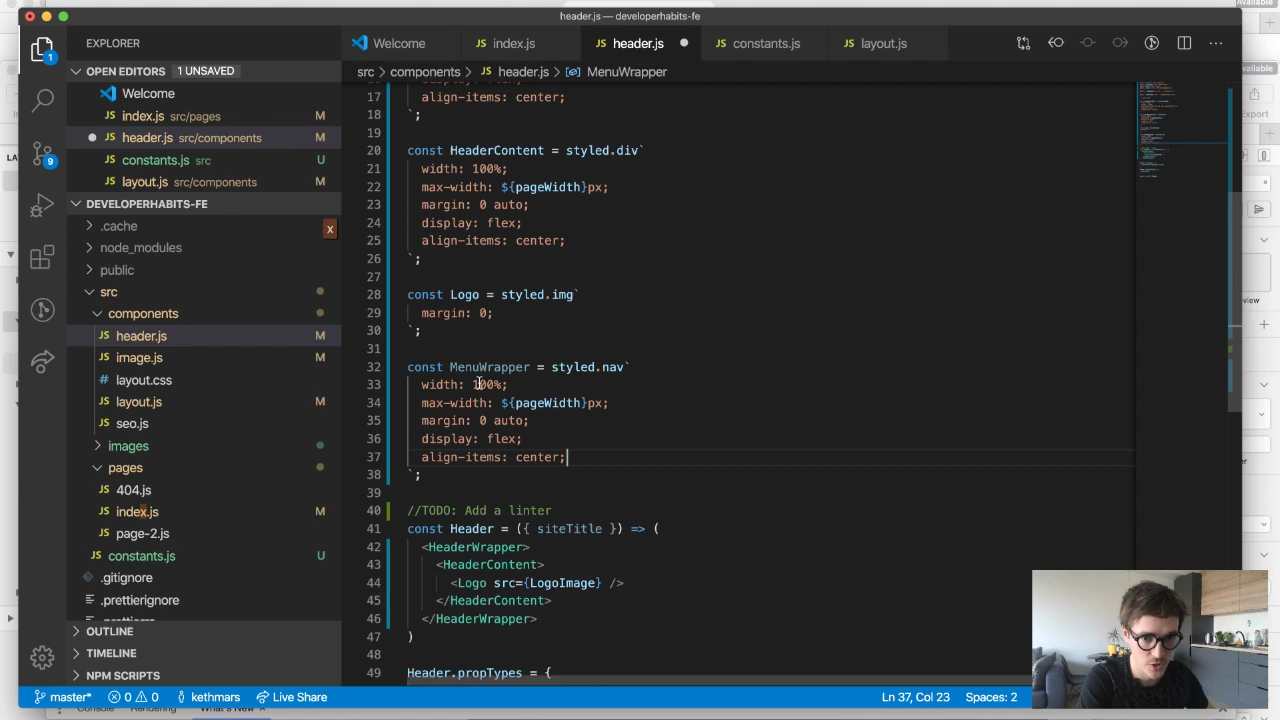 Available
header.js — developerhabits-fe
EXPLORER
Welcome
index.js
header.js
constants.js
layout.js
OPEN EDITORS 1 UNSAVED
src > components > header.js > MenuWrapper
Welcome
index.js src/pages M
header.js src/components M
constants.js src U
layout.js src/components M
DEVELOPERHABITS-FE
.cache
node_modules
public
src
components
header.js M
image.js M
layout.css
layout.js M
seo.js
images
pages
404.js
index.js M
page-2.js
constants.js U
.gitignore
.prettierignore
OUTLINE
TIMELINE
NPM SCRIPTS
17 align-items: center;
18 `;
19
20 const HeaderContent = styled.div`
21 width: 100%;
22 max-width: ${pageWidth}px;
23 margin: 0 auto;
24 display: flex;
25 align-items: center;
26 `;
27
28 const Logo = styled.img`
29 margin: 0;
30 `;
31
32 const MenuWrapper = styled.nav`
33 width: 100%;
34 max-width: ${pageWidth}px;
35 margin: 0 auto;
36 display: flex;
37 align-items: center;
38 `;
39
40 //TODO: Add a linter
41 const Header = ({ siteTitle }) => (
42 <HeaderWrapper>
43 <HeaderContent>
44 <Logo src={LogoImage} />
45 </HeaderContent>
46 </HeaderWrapper>
47 )
48
49 Header.propTypes = {
master* 0 0 kethmars Live Share Ln 37, Col 23 Spaces: 2